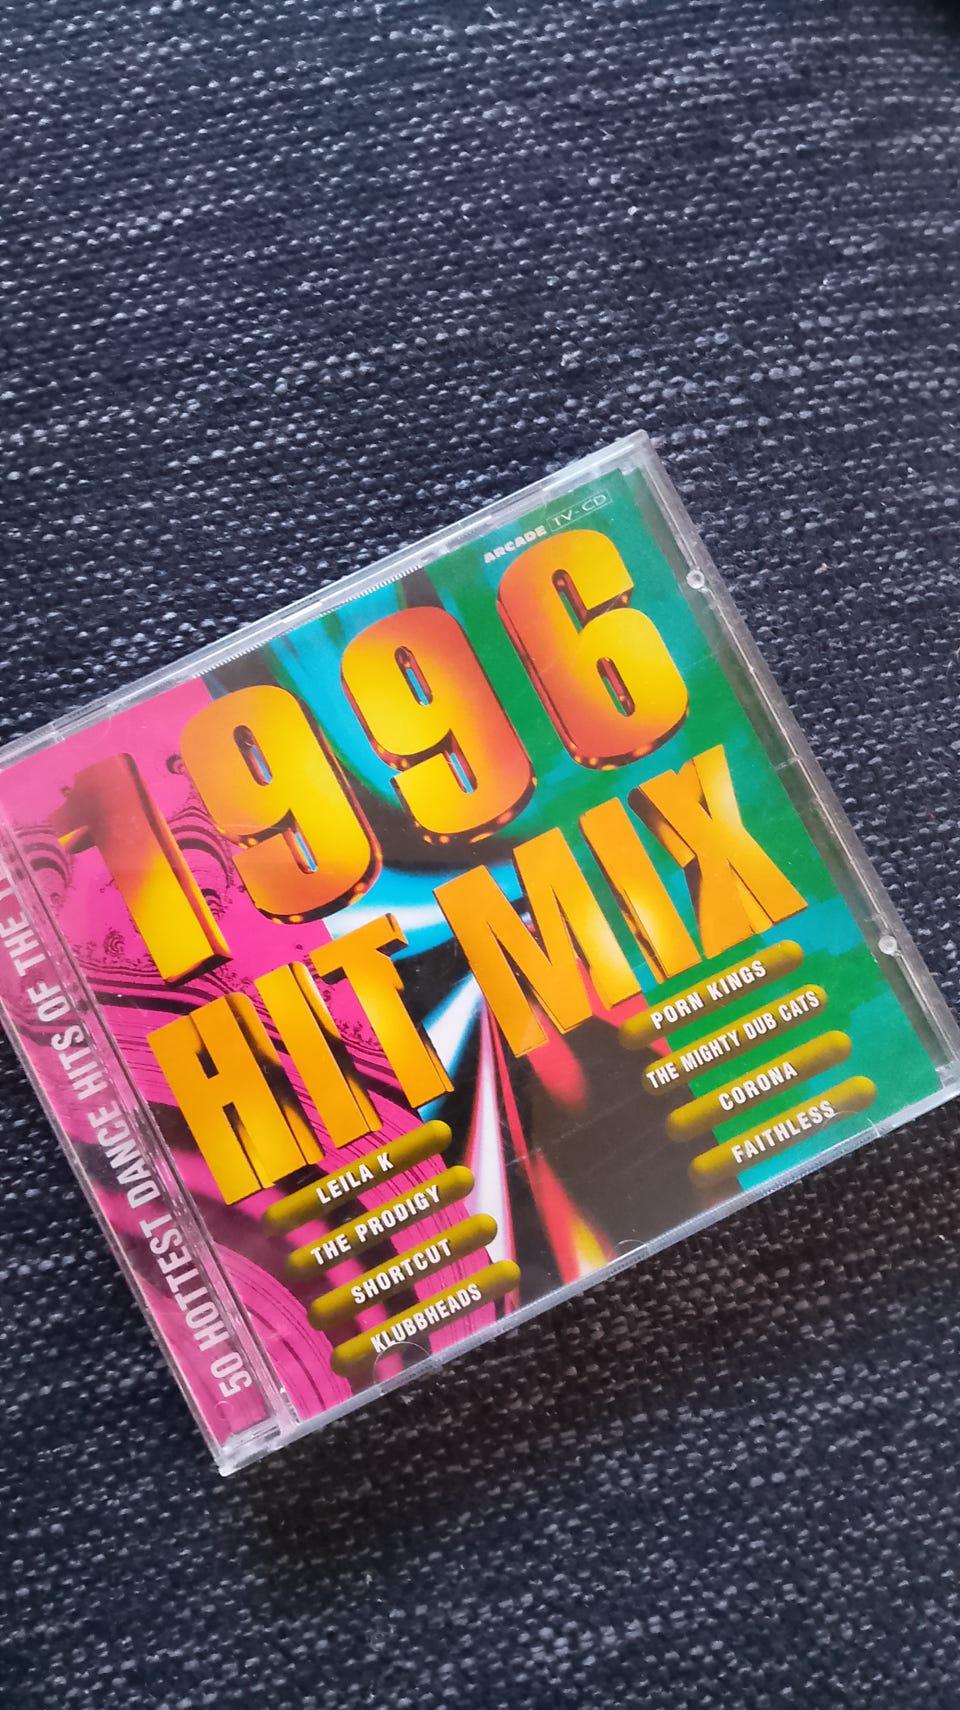 ARCADE TV-CD
1996
HIT MIX
LEILA K
THE PRODIGY
SHORTCUT
KLUBBHEADS
PORN KINGS
THE MIGHTY DUB CATS
CORONA
FAITHLESS
50 HOTTEST DANCE HITS OF THE